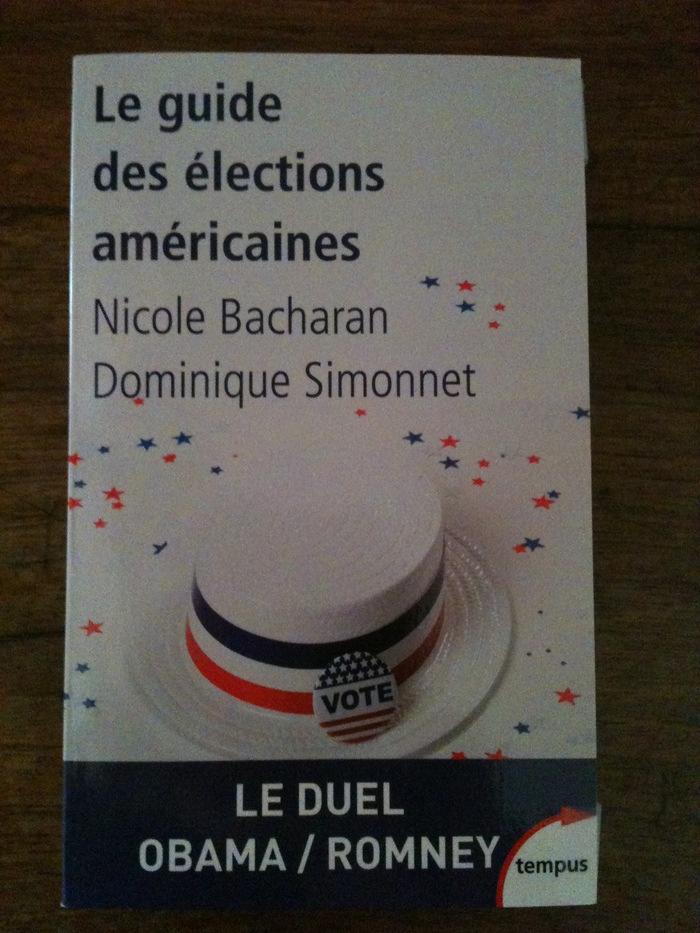 Le guide
des élections
américaines
Nicole Bacharan
Dominique Simonnet
VOTE
LE DUEL
OBAMA / ROMNEY
tempus